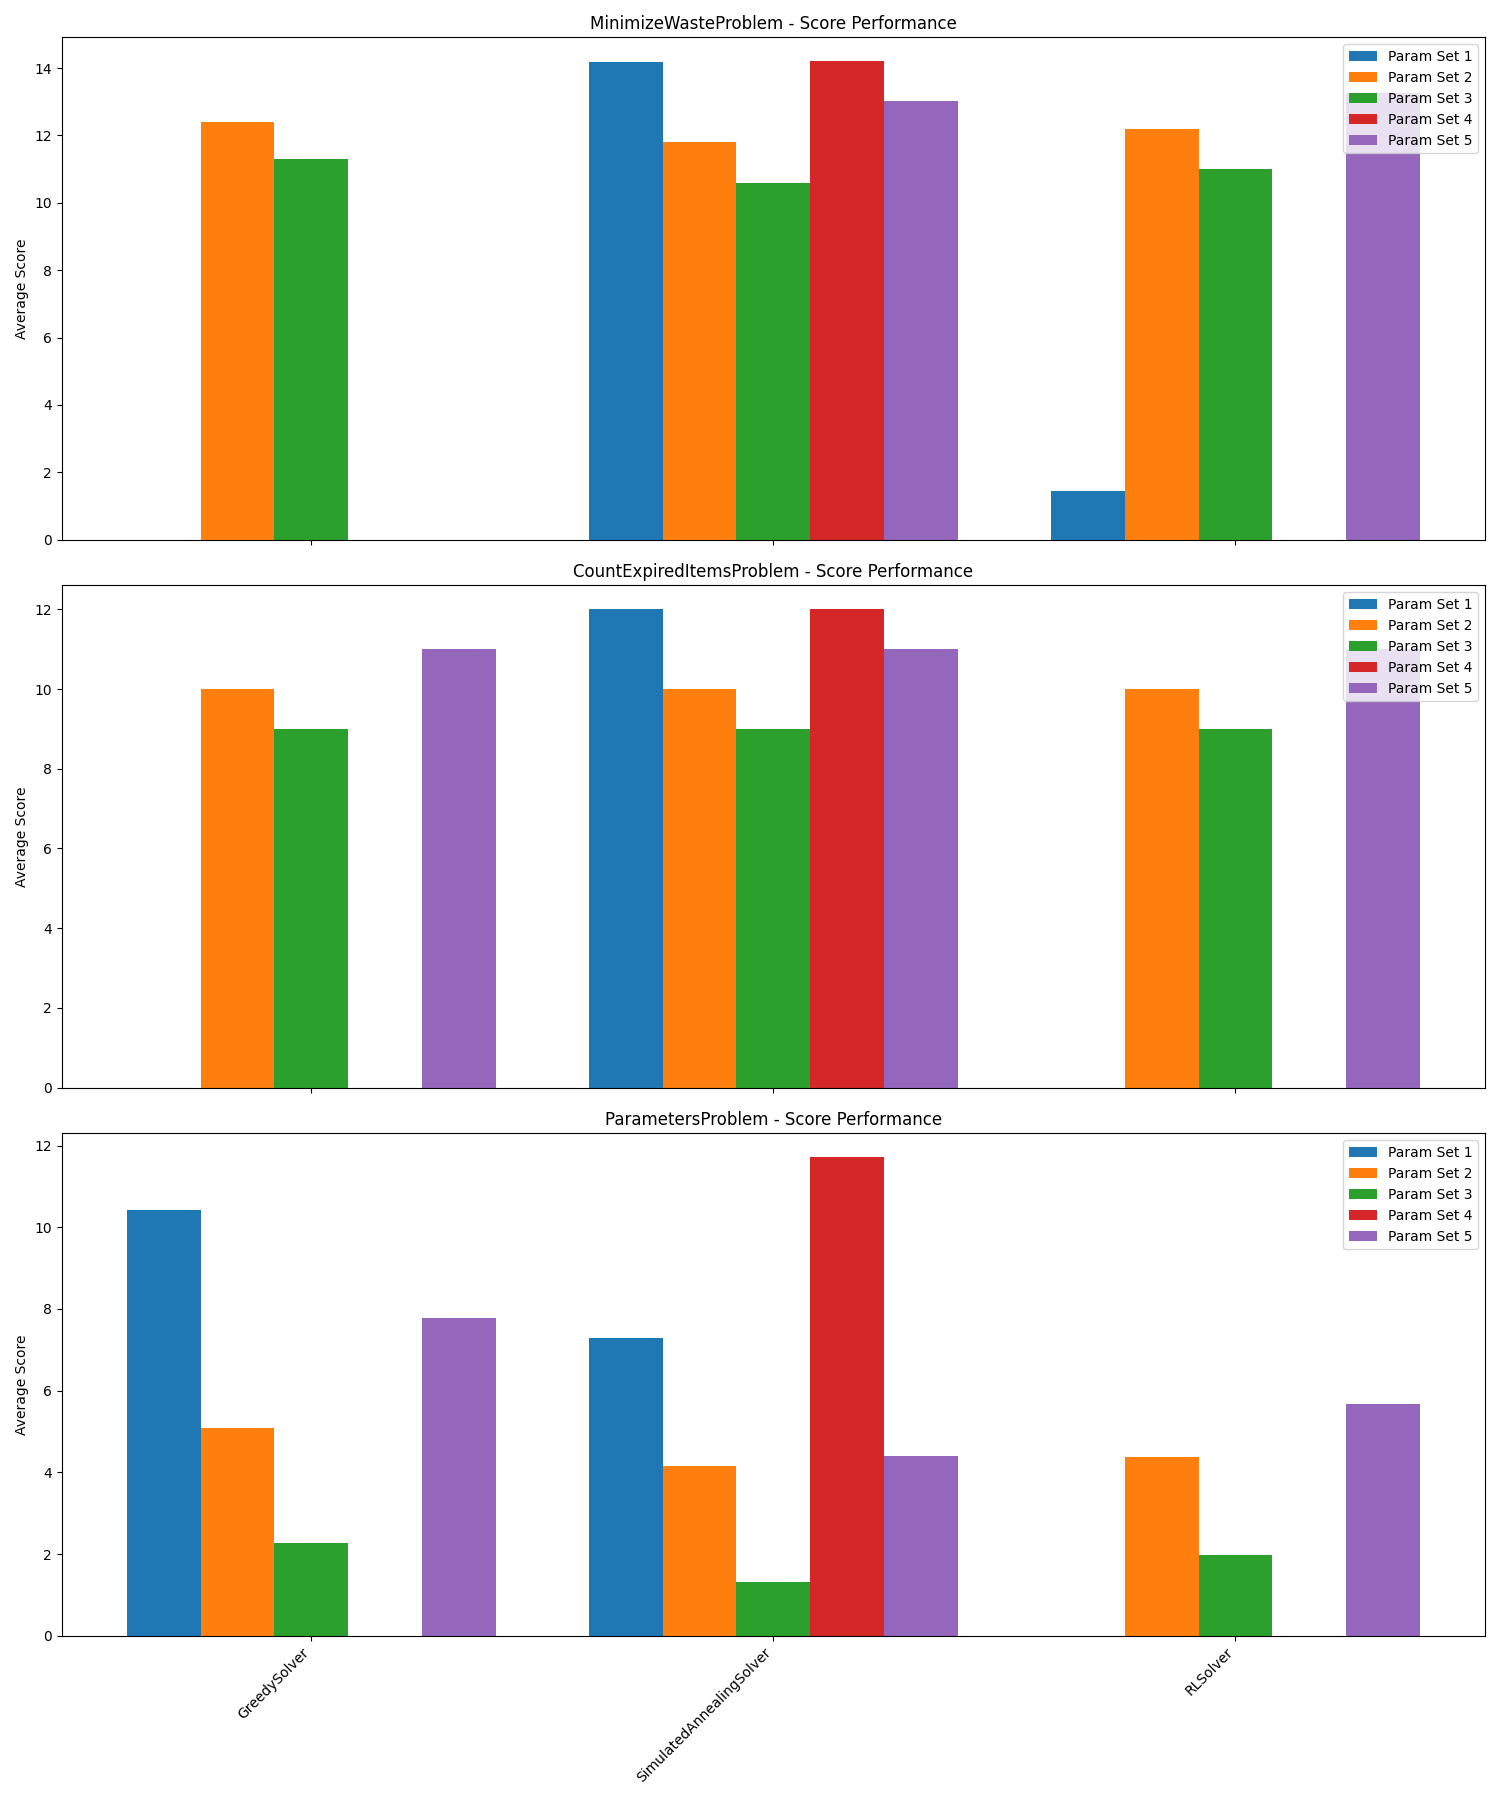 MinimizeWasteProblem - Score Performance
14
12
10
8
6
4
2
0
Average Score
Param Set 1
Param Set 2
Param Set 3
Param Set 4
Param Set 5
CountExpiredItemsProblem - Score Performance
12
10
8
6
4
2
0
Average Score
Param Set 1
Param Set 2
Param Set 3
Param Set 4
Param Set 5
ParametersProblem - Score Performance
12
10
8
6
4
2
0
Average Score
Param Set 1
Param Set 2
Param Set 3
Param Set 4
Param Set 5
GreedySolver
SimulatedAnnealingSolver
RLSolver